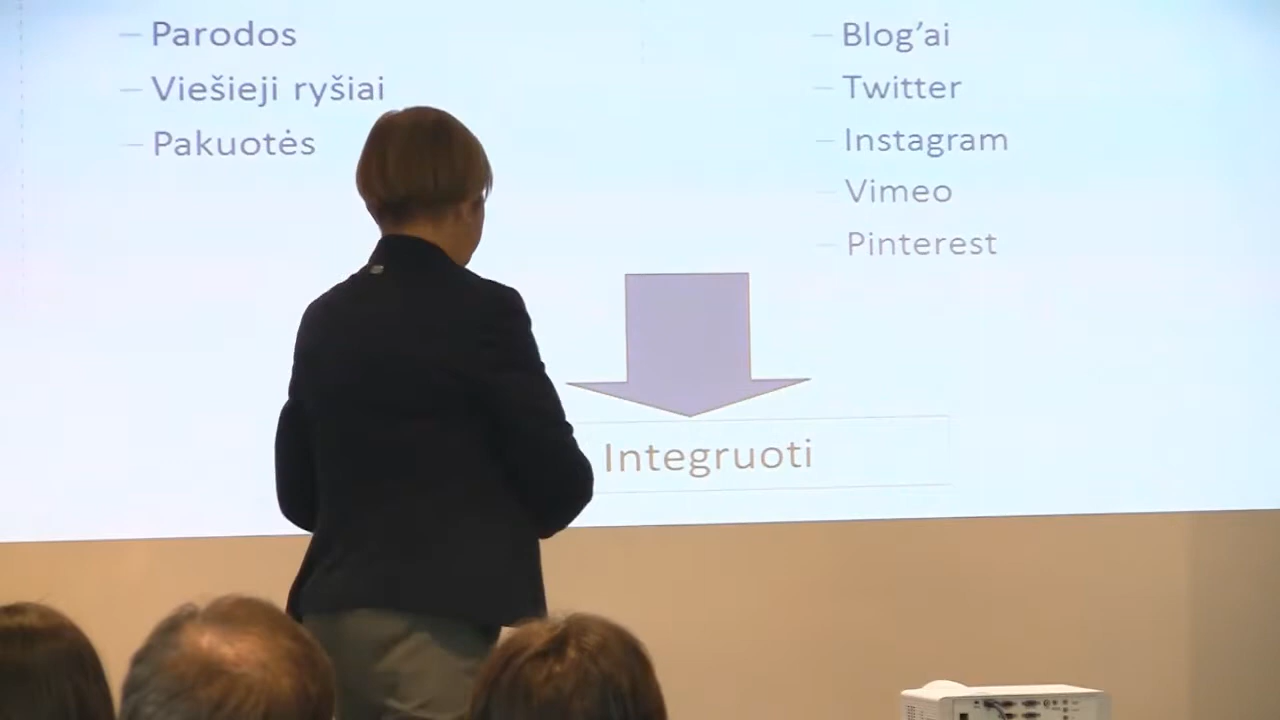 – Parodos
– Viešieji ryšiai
– Pakuotės
– Blog’ai
– Twitter
– Instagram
– Vimeo
– Pinterest
Integruoti